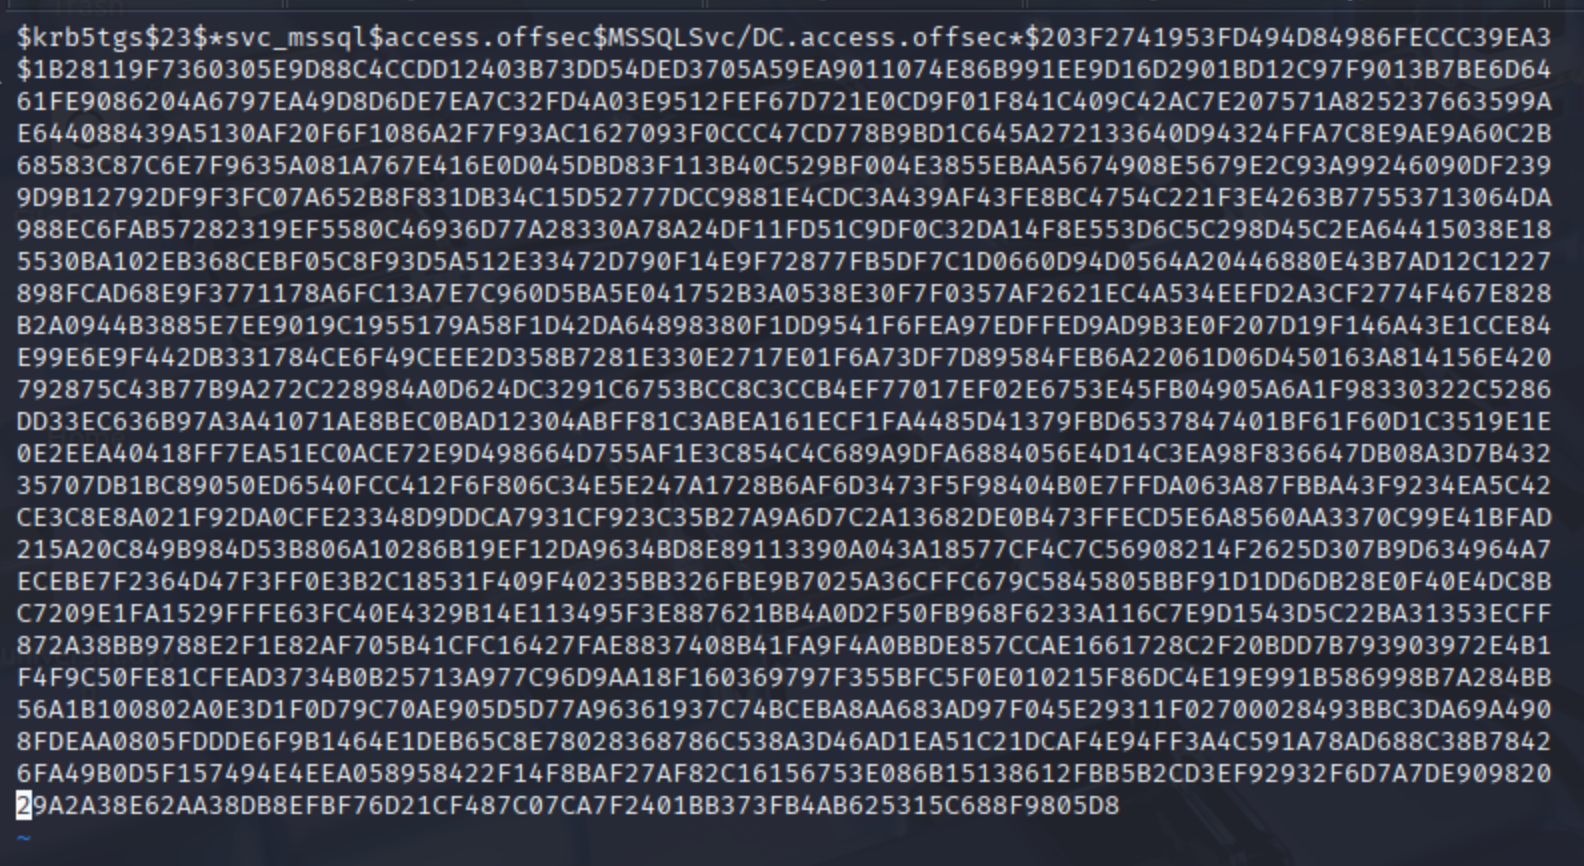 $krb5tgs$23$*svc_mssql$access.offsec$MSSQLSvc/DC.access.offsec*$203F2741953FD494D84986FECCC39EA3
$1B28119F7360305E9D88C4CCDD12403B73DD54DED3705A59EA9011074E86B991EE9D16D2901BD12C97F9013B7BE6D64
61FE9086204A6797EA49D8D6DE7EA7C32FD4A03E9512FEF67D721E0CD9F01F841C409C42AC7E207571A825237663599A
E644088439A5130AF20F6F1086A2F7F93AC1627093F0CCC47CD778B9BD1C645A272133640D94324FFA7C8E9AE9A60C2B
68583C87C6E7F9635A081A767E416E0D045DBD83F113B40C529BF004E3855EBAA5674908E5679E2C93A99246090DF239
9D9B12792DF9F3FC07A652B8F831DB34C15D52777DCC9881E4CDC3A439AF43FE8BC4754C221F3E4263B77553713064DA
988EC6FAB57282319EF5580C46936D77A28330A78A24DF11FD51C9DF0C32DA14F8E553D6C5C298D45C2EA64415038E18
5530BA102EB368CEBF05C8F93D5A512E33472D790F14E9F72877FB5DF7C1D0660D94D0564A20446880E43B7AD12C1227
898FCAD68E9F3771178A6FC13A7E7C960D5BA5E041752B3A0538E30F7F0357AF2621EC4A534EEFD2A3CF2774F467E828
B2A0944B3885E7EE9019C1955179A58F1D42DA64898380F1DD9541F6FEA97EDFFED9AD9B3E0F207D19F146A43E1CCE84
E99E6E9F442DB331784CE6F49CEEE2D358B7281E330E2717E01F6A73DF7D89584FEB6A22061D06D450163A814156E420
792875C43B77B9A272C228984A0D624DC3291C6753BCC8C3CCB4EF77017EF02E6753E45FB04905A6A1F98330322C5286
DD33EC636B97A3A41071AE8BEC0BAD12304ABFF81C3ABEA161ECF1FA4485D41379FBD6537847401BF61F60D1C3519E1E
0E2EEA40418FF7EA51EC0ACE72E9D498664D755AF1E3C854C4C689A9DFA6884056E4D14C3EA98F836647DB08A3D7B432
35707DB1BC89050ED6540FCC412F6F806C34E5E247A1728B6AF6D3473F5F98404B0E7FFDA063A87FBBA43F9234EA5C42
CE3C8E8A021F92DA0CFE23348D9DDCA7931CF923C35B27A9A6D7C2A13682DE0B473FFECD5E6A8560AA3370C99E41BFAD
215A20C849B984D53B806A10286B19EF12DA9634BD8E89113390A043A18577CF4C7C56908214F2625D307B9D634964A7
ECEBE7F2364D47F3FF0E3B2C18531F409F40235BB326FBE9B7025A36CFFC679C5845805BBF91D1DD6DB28E0F40E4DC8B
C7209E1FA1529FFFE63FC40E4329B14E113495F3E887621BB4A0D2F50FB968F6233A116C7E9D1543D5C22BA31353ECFF
872A38BB9788E2F1E82AF705B41CFC16427FAE8837408B41FA9F4A0BBDE857CCAE1661728C2F20BDD7B793903972E4B1
F4F9C50FE81CFEAD3734B0B25713A977C96D9AA18F160369797F355BFC5F0E010215F86DC4E19E991B586998B7A284BB
56A1B100802A0E3D1F0D79C70AE905D5D77A96361937C74BCEBA8AA683AD97F045E29311F02700028493BBC3DA69A490
8FDEAA0805FDDDE6F9B1464E1DEB65C8E78028368786C538A3D46AD1EA51C21DCAF4E94FF3A4C591A78AD688C38B7842
6FA49B0D5F157494E4EEA058958422F14F8BAF27AF82C16156753E086B15138612FBB5B2CD3EF92932F6D7A7DE909820
29A2A38E62AA38DB8EFBF76D21CF487C07CA7F2401BB373FB4AB625315C688F9805D8
~